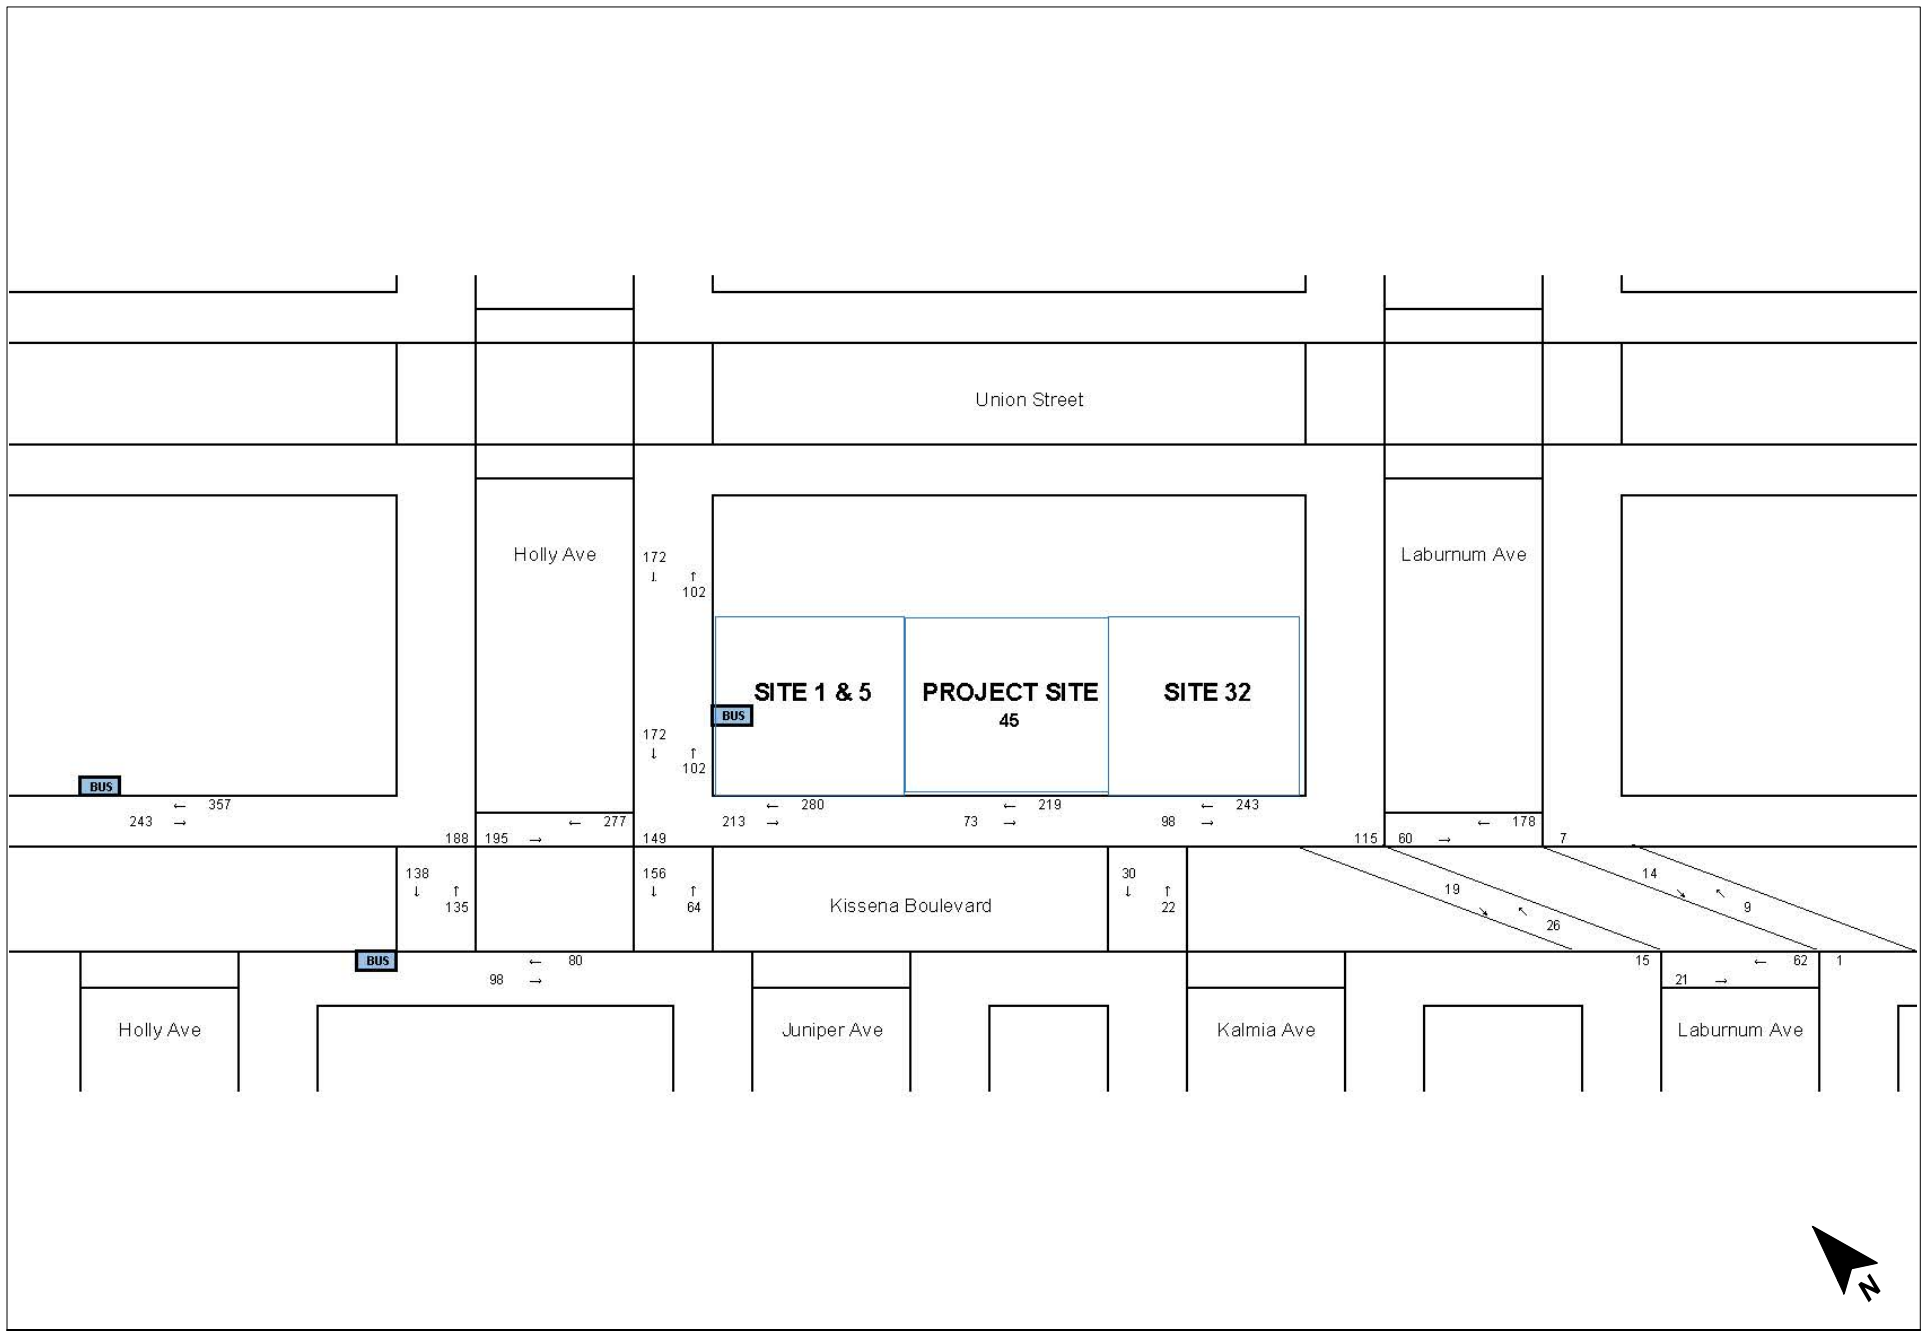 Union Street
Holly Ave
Laburnum Ave
172
↓ ↑
102
SITE 1 & 5
PROJECT SITE
45
SITE 32
BUS
172
↓ ↑
102
BUS
← 357
243 →
← 280
213 →
← 219
73 →
← 243
98 →
← 277
188
195 →
149
← 178
115
60 →
7
138
↓ ↑
135
156
↓ ↑
64
Kissena Boulevard
30
↓ ↑
22
19
↘ ↖
26
14
↘ ↖
9
BUS
← 80
98 →
15
← 62
1
21 →
Holly Ave
Juniper Ave
Kalmia Ave
Laburnum Ave
N